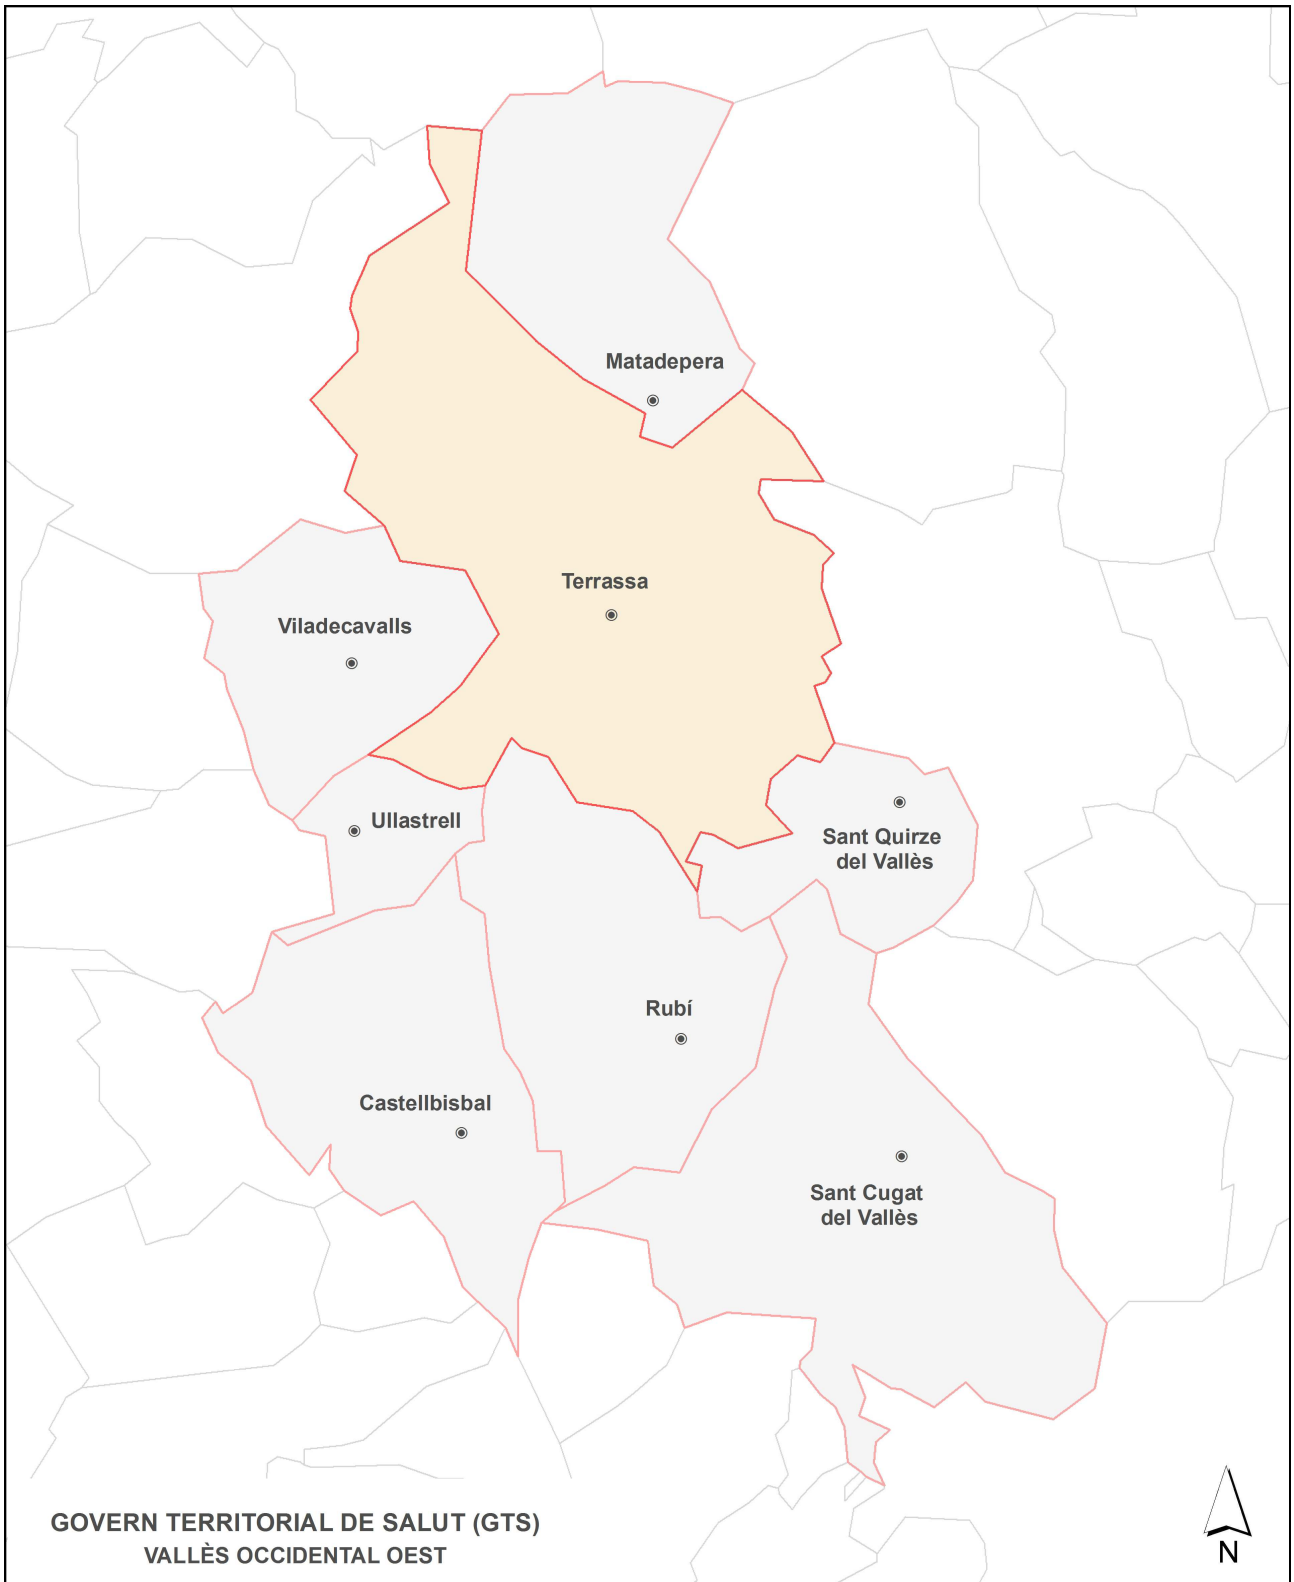 Matadepera
Terrassa
Viladecavalls
Ullastrell
Sant Quirze
del Vallès
Rubí
Castellbisbal
Sant Cugat
del Vallès
GOVERN TERRITORIAL DE SALUT (GTS)
VALLÈS OCCIDENTAL OEST
N